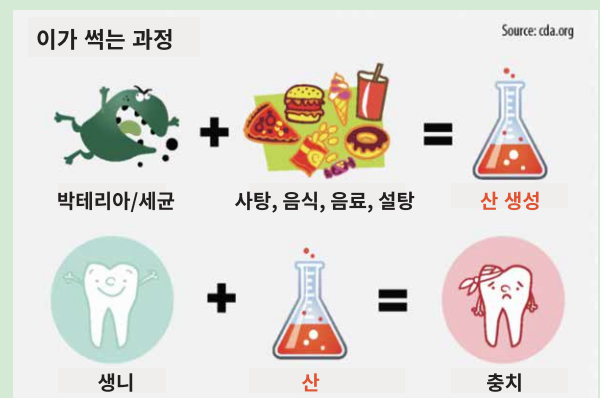 이가 썩는 과정
Source: cda.org
박테리아/세균
사탕, 음식, 음료, 설탕
산 생성
생니
산
충치